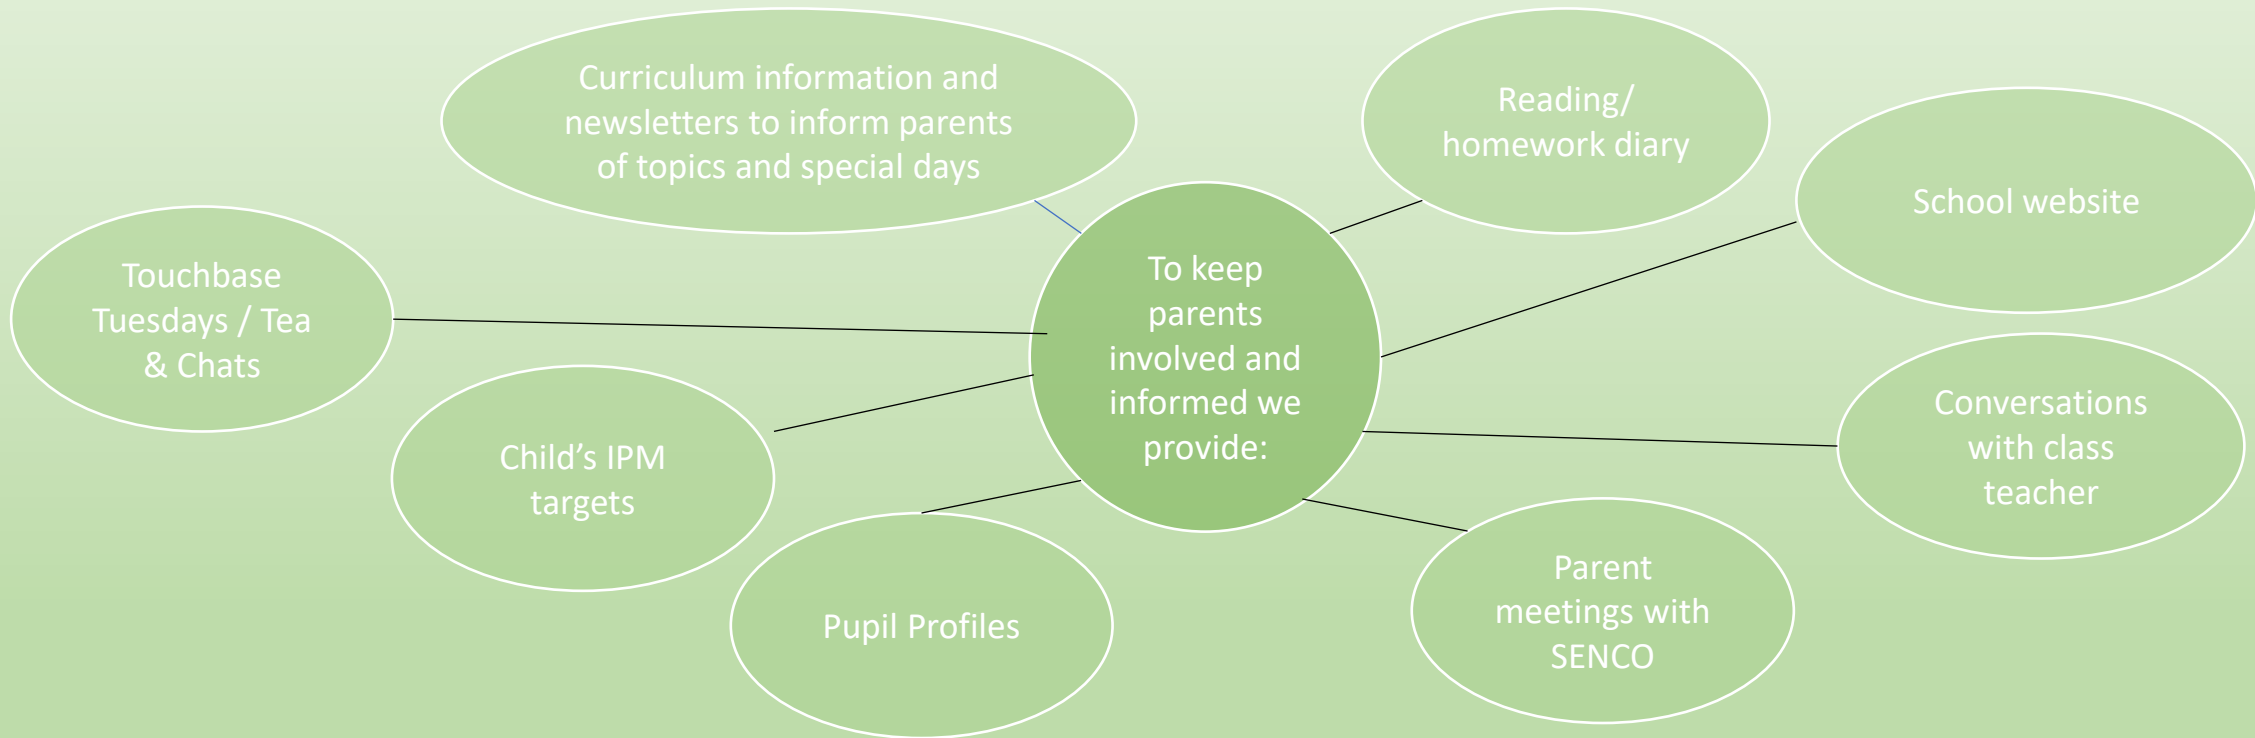 Curriculum information and
newsletters to inform parents
of topics and special days
Reading/
homework diary
School website
Touchbase
Tuesdays / Tea
& Chats
To keep
parents
involved and
informed we
provide:
Conversations
with class
teacher
Child’s IPM
targets
Pupil Profiles
Parent
meetings with
SENCO